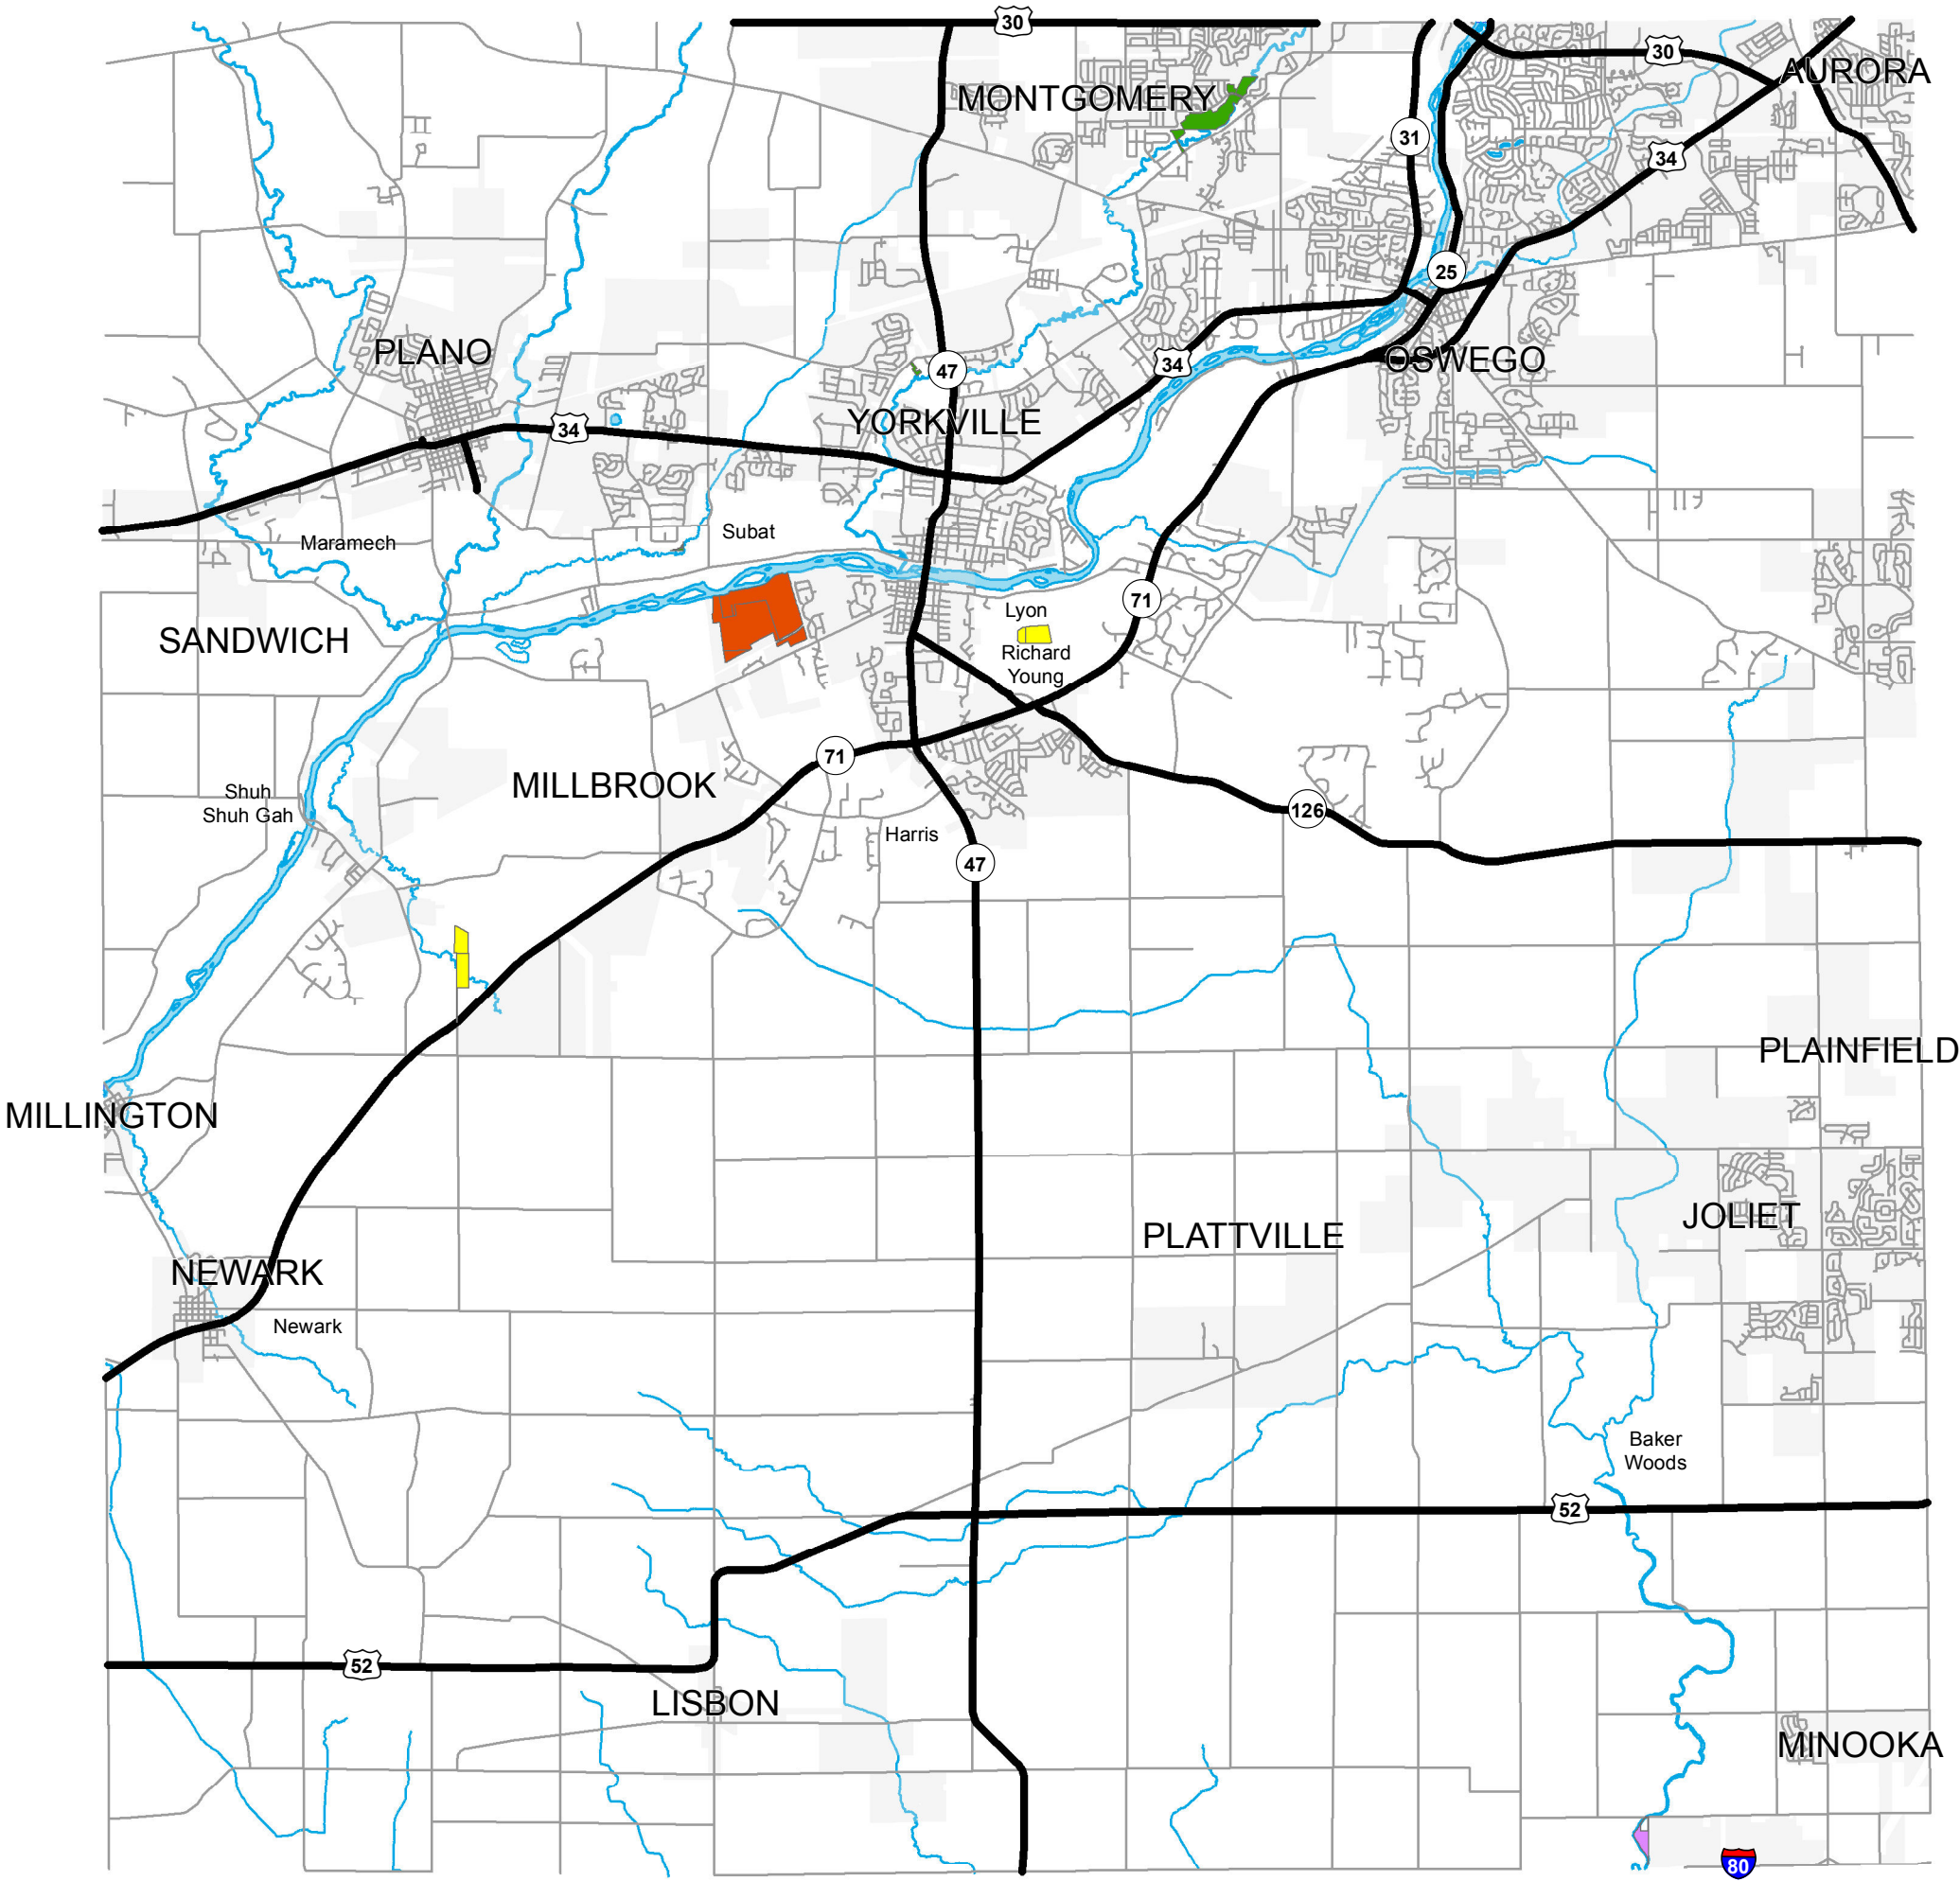 30
30
AURORA
MONTGOMERY
31
34
25
PLANO
34
OSWEGO
47
YORKVILLE
34
Subat
Maramech
71
Lyon
SANDWICH
Richard
Young
71
MILLBROOK
Shuh
Shuh Gah
126
Harris
47
PLAINFIELD
MILLINGTON
JOLIET
PLATTVILLE
NEWARK
Newark
Baker
Woods
52
52
LISBON
MINOOKA
80